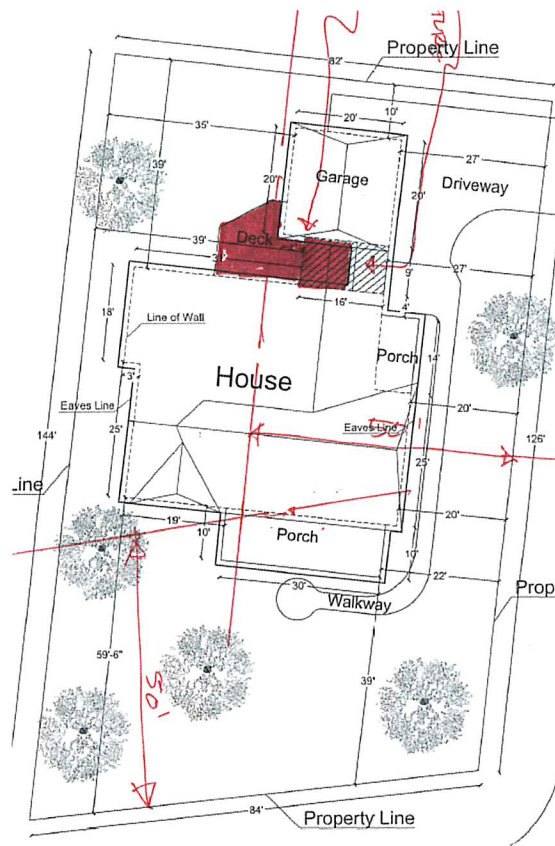 Property Line
82'
10'
20'
35'
27'
39'
20'
Garage
20'
Driveway
39'
Deck
3'
9'
27'
16'
4'
18'
Line of Wall
Porch
14'
House
3'
Eaves Line
Eaves Line
20'
144'
25'
25'
126'
Line
19'
10'
Porch
20'
10'
30'
22'
Walkway
Prop
59'-6"
50'
39'
84'
Property Line